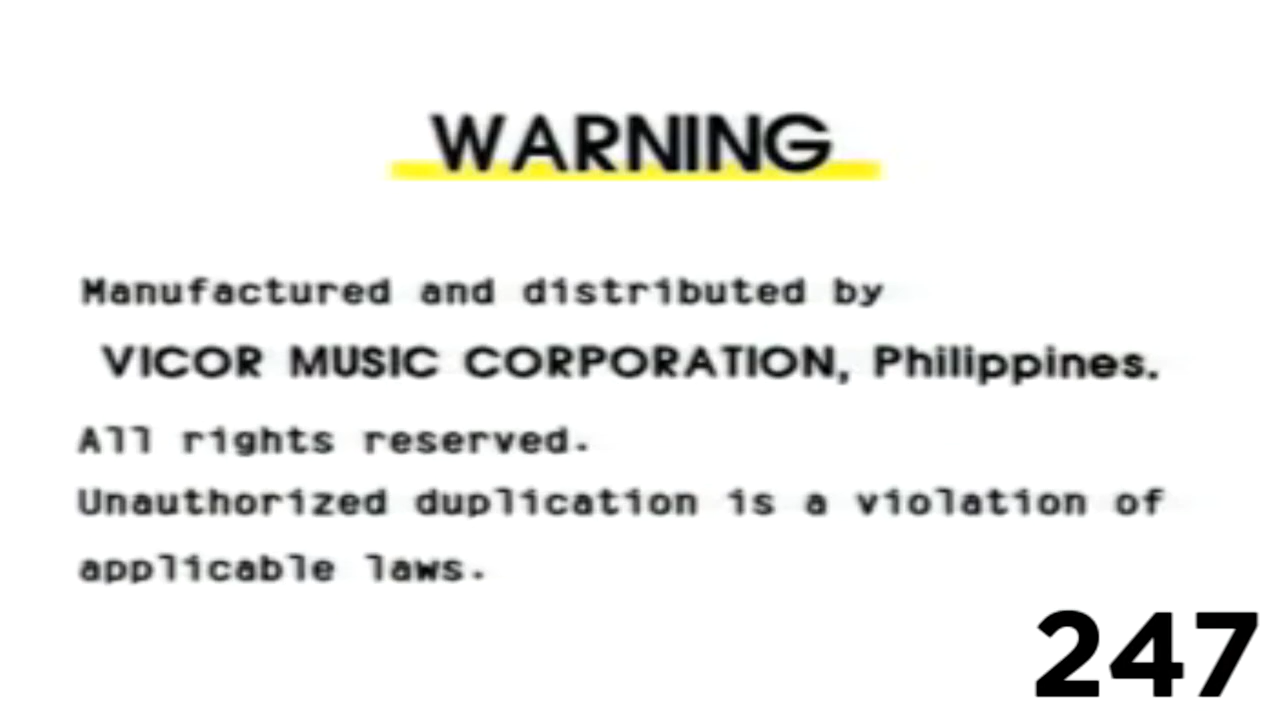 WARNING
Manufactured and distributed by
VICOR MUSIC CORPORATION, Philippines.
All rights reserved.
Unauthorized duplication is a violation of
applicable laws.
247